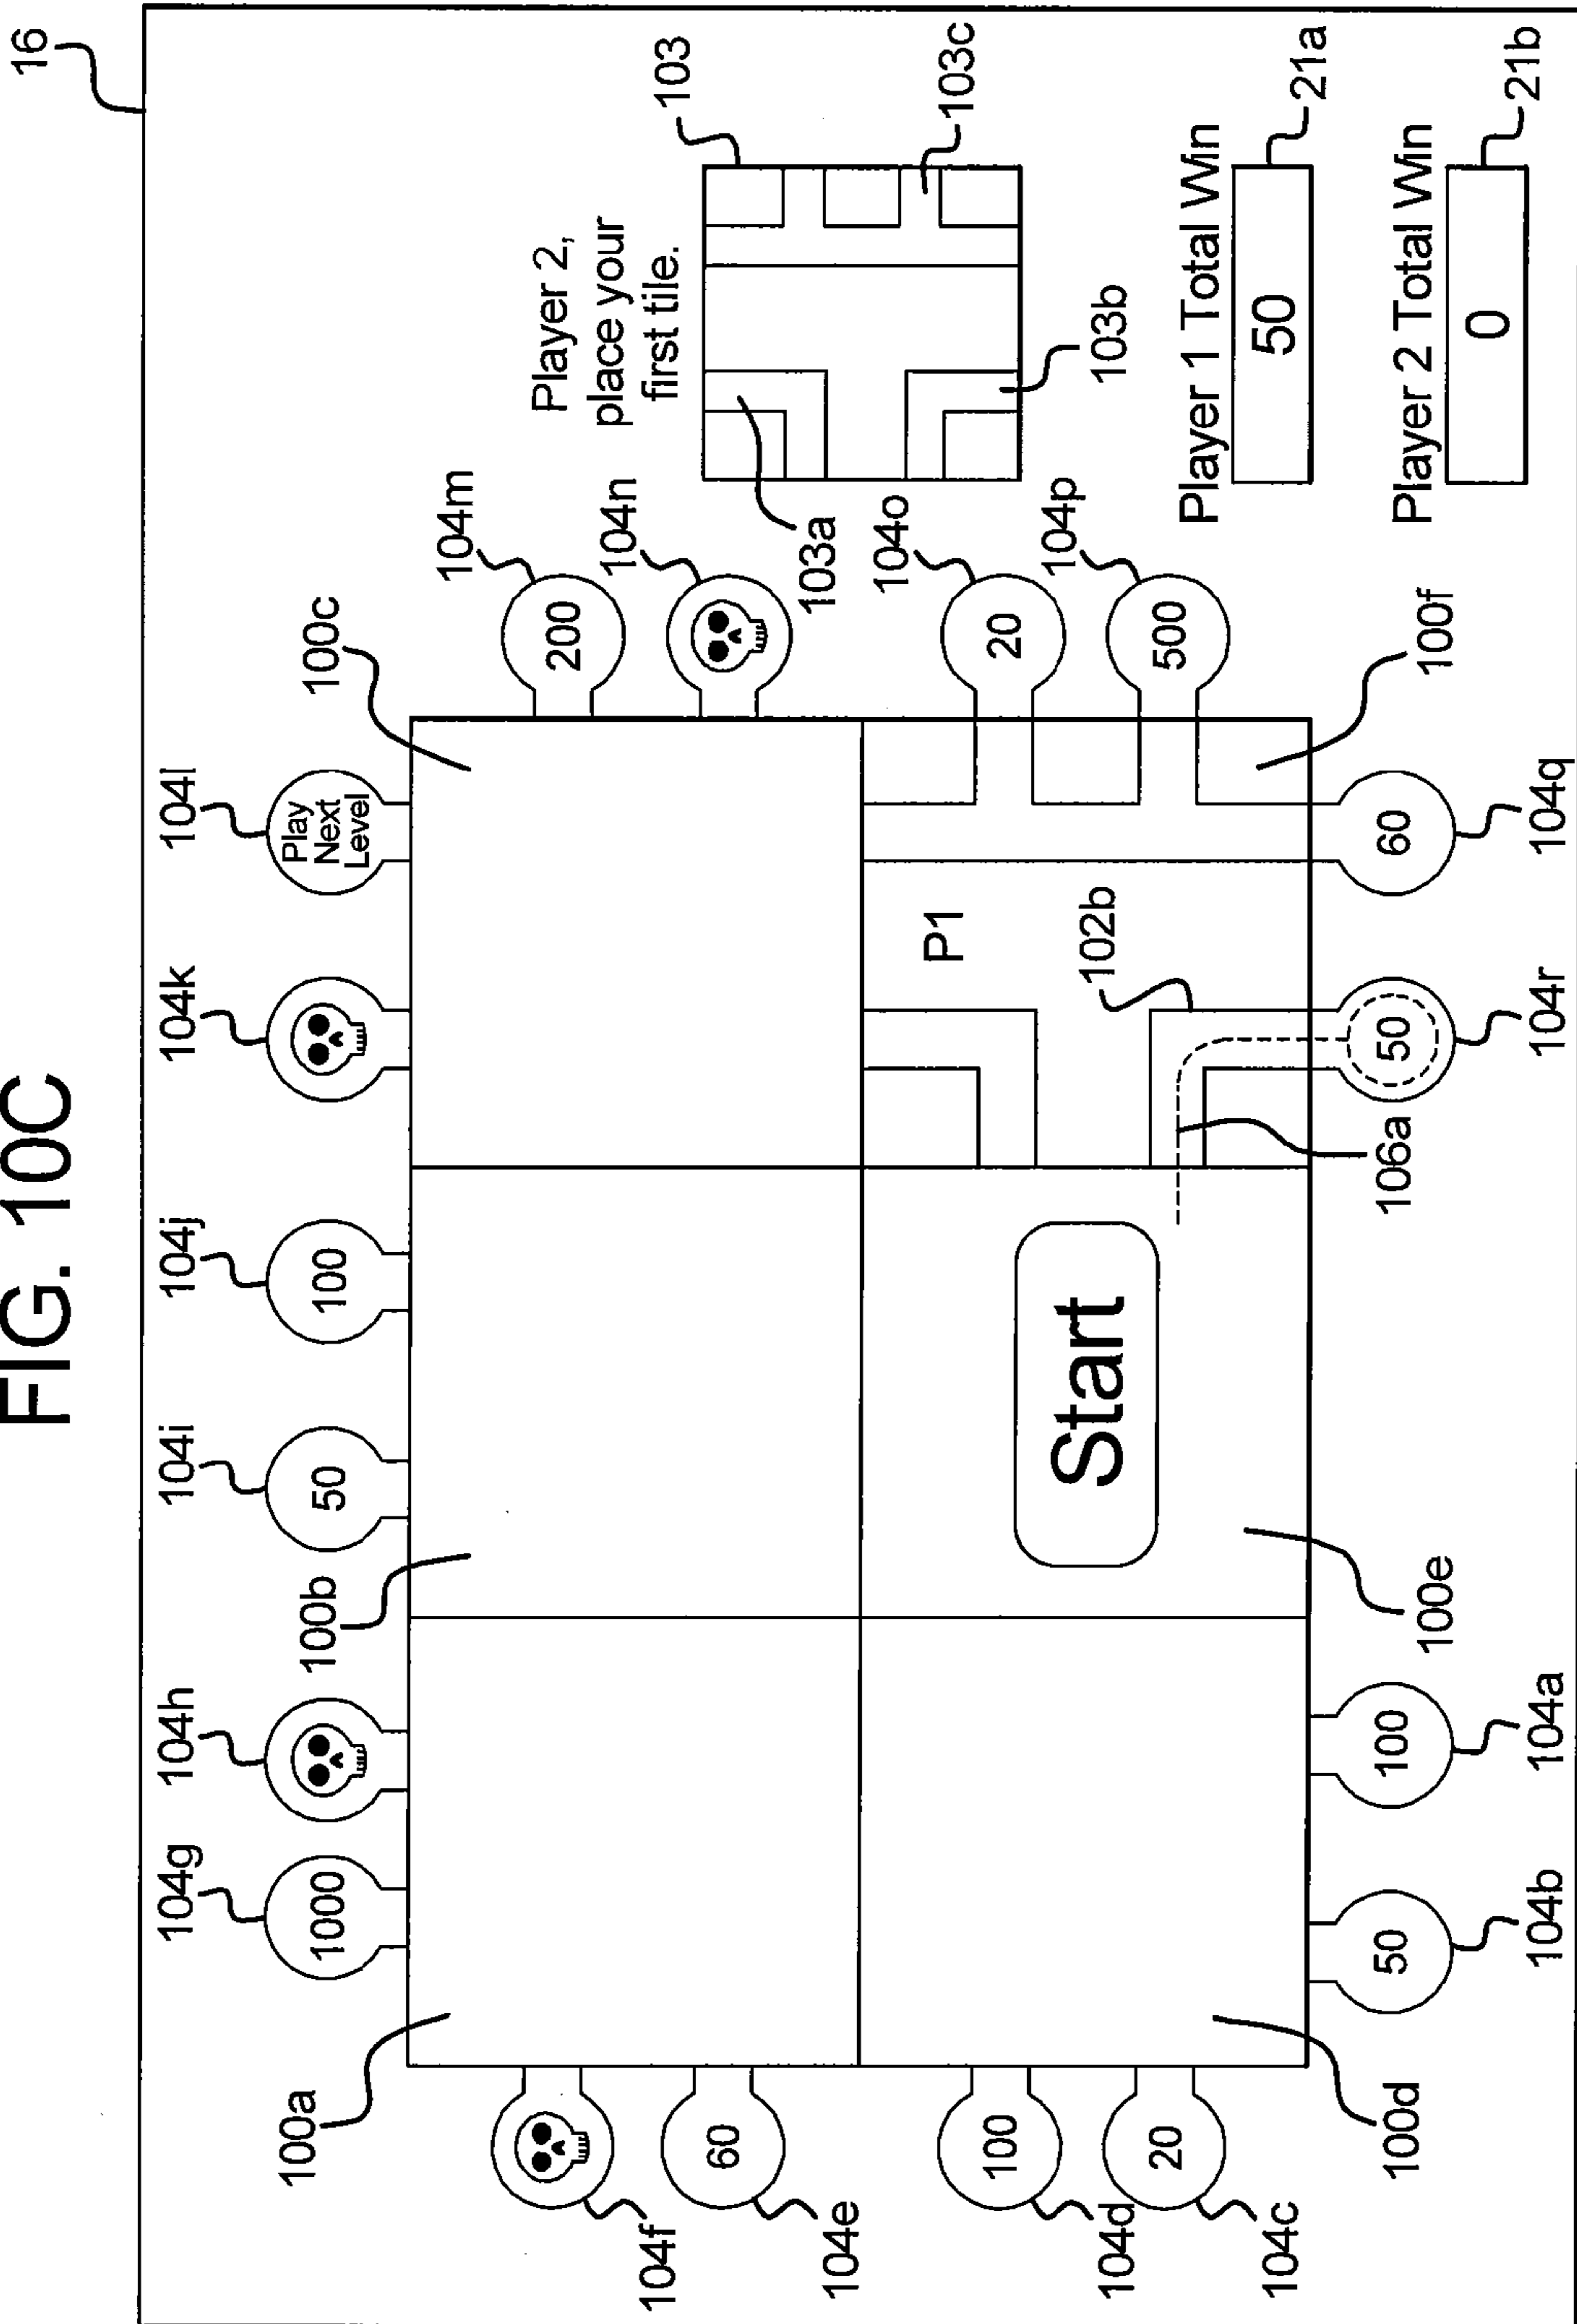 FIG. 10C
16
104g
104h
104i
104j
104k
104l
1000
50
100
Play
Next
Level
100a
100b
100c
104f
60
104e
100
104d
20
104c
100d
50
104b
100
104a
100e
Start
P1
102b
106a
50
104r
60
104q
100f
200
104m
104n
20
104o
500
104p
Player 2,
place your
first tile.
103
103a
103b
103c
Player 1 Total Win
50
21a
Player 2 Total Win
0
21b